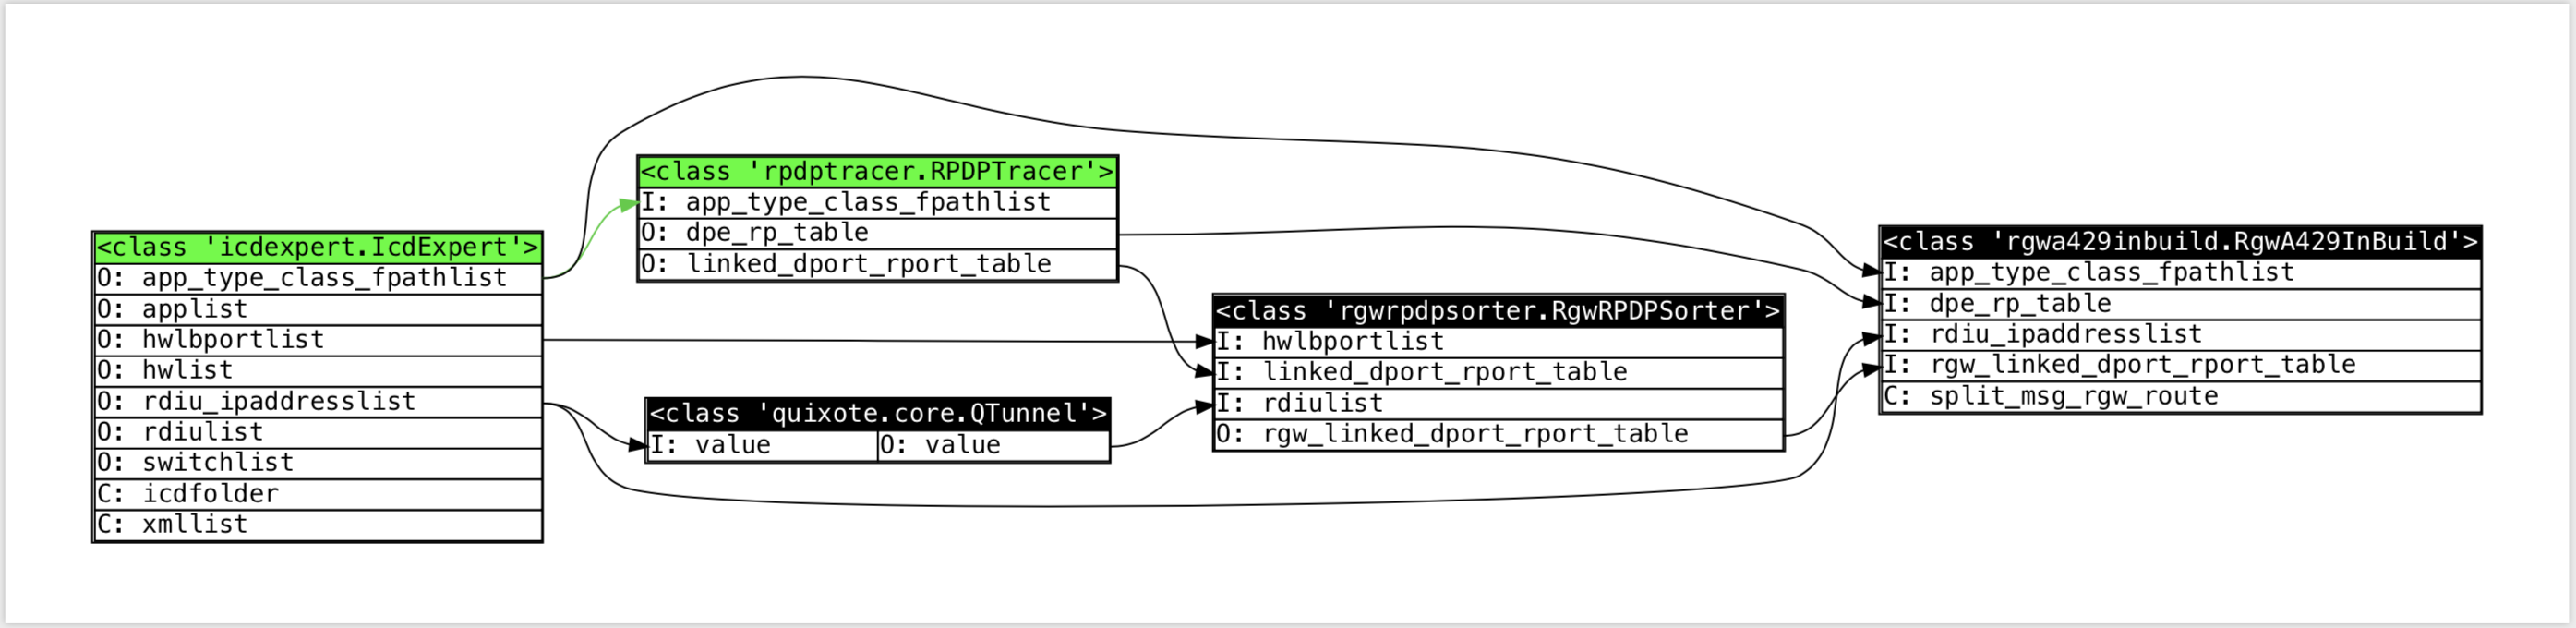 <class 'icdexpert.IcdExpert'>
O: app_type_class_fpathlist
O: applist
O: hwlbportlist
O: hwlist
O: rdiu_ipaddresslist
O: rdiulist
O: switchlist
C: icdfolder
C: xmllist
<class 'rpdptracer.RPDPTracer'>
I: app_type_class_fpathlist
O: dpe_rp_table
O: linked_dport_rport_table
<class 'quixote.core.QTunnel'>
I: value O: value
<class 'rgwrpdpsorter.RgwRPDPSorter'>
I: hwlbportlist
I: linked_dport_rport_table
I: rdiulist
O: rgw_linked_dport_rport_table
<class 'rgwa429inbuild.RgwA429InBuild'>
I: app_type_class_fpathlist
I: dpe_rp_table
I: rdiu_ipaddresslist
I: rgw_linked_dport_rport_table
C: split_msg_rgw_route